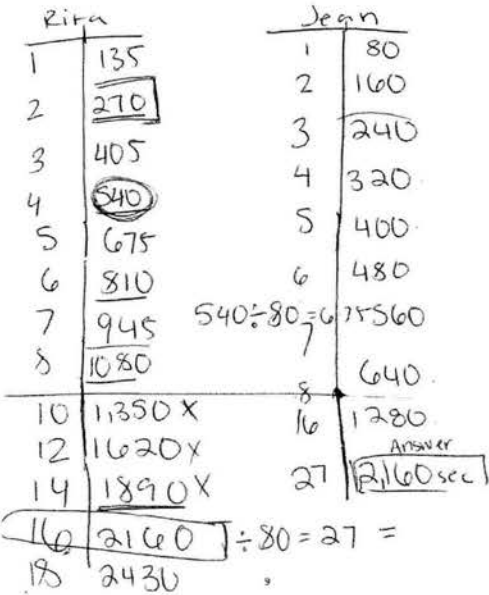 Rita
1 135
2 270
3 405
4 540
5 675
6 810
7 945
8 1080
10 1,350 X
12 1620 X
14 1890 X
16 2160 ÷80 = 27 =
18 2430
Jean
1 80
2 160
3 240
4 320
5 400
6 480
540÷80=6.75
7 560
8 640
16 1280
Answer
27 2,160 sec